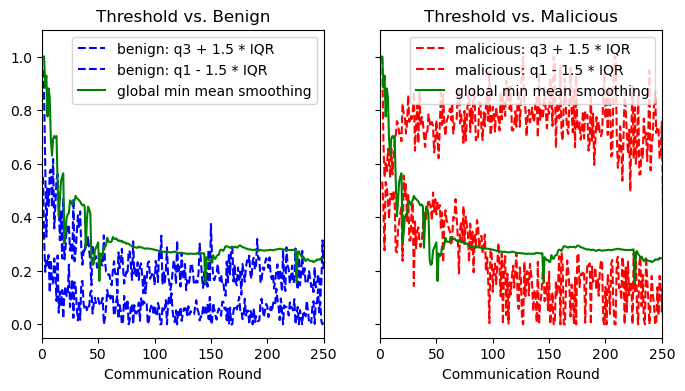 Threshold vs. Benign
Threshold vs. Malicious
1.0
0.8
0.6
0.4
0.2
0.0
benign: q3 + 1.5 * IQR
benign: q1 - 1.5 * IQR
global min mean smoothing
malicious: q3 + 1.5 * IQR
malicious: q1 - 1.5 * IQR
global min mean smoothing
0 50 100 150 200 250
0 50 100 150 200 250
Communication Round
Communication Round